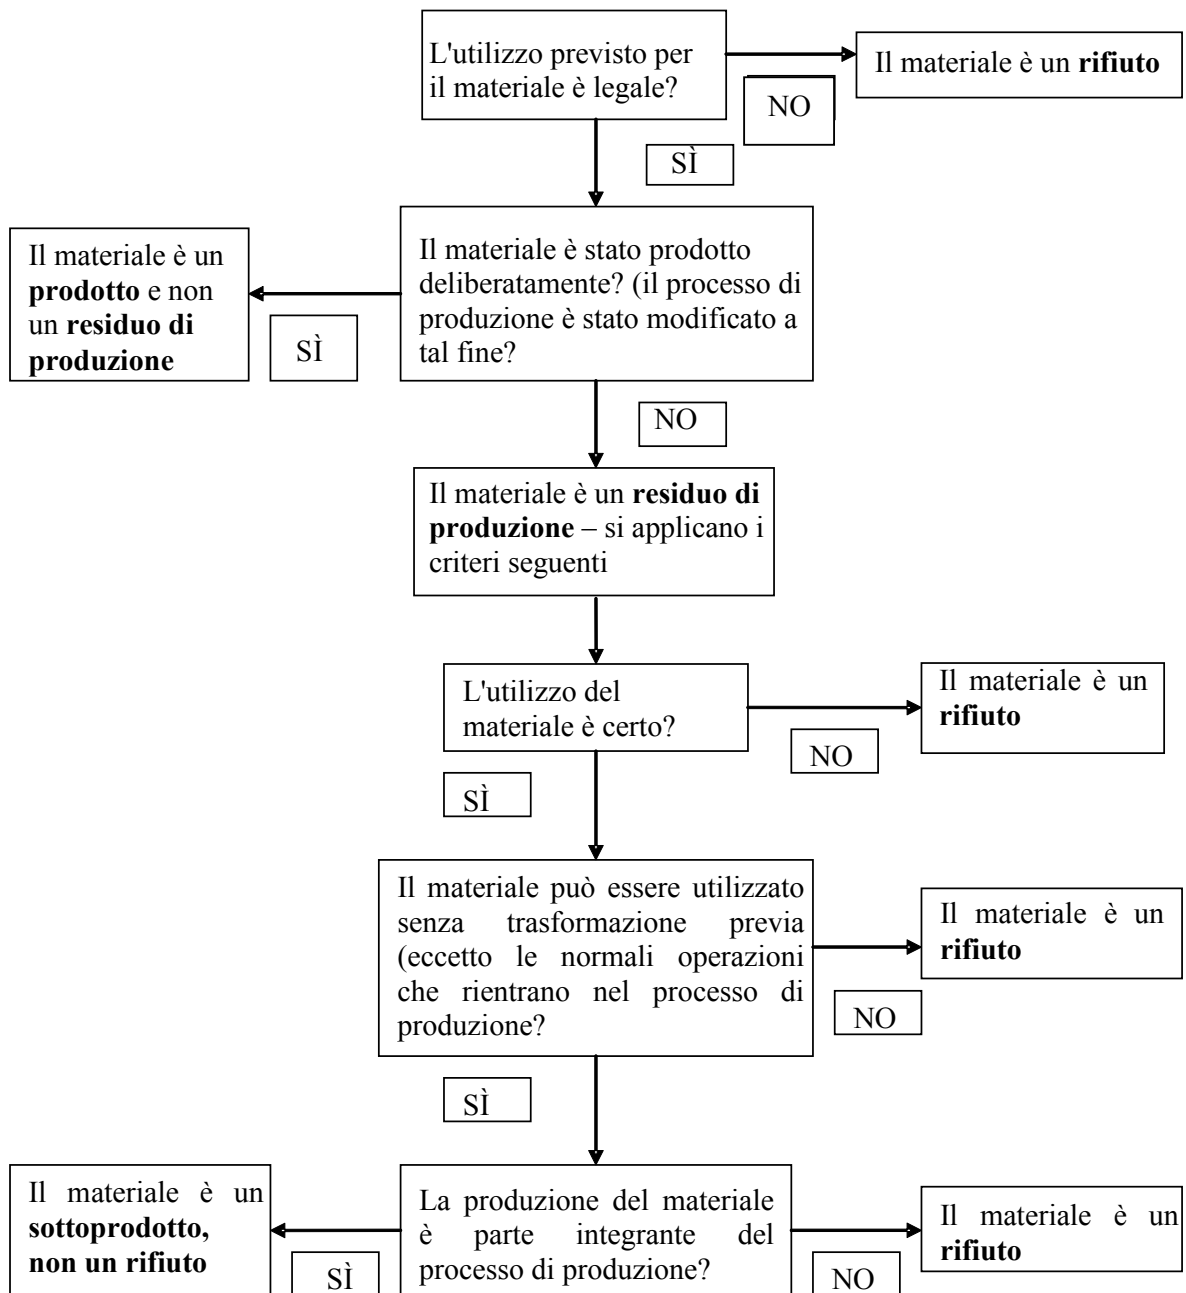 L'utilizzo previsto per
il materiale è legale?
Il materiale è un rifiuto
NO
SÌ
Il materiale è stato prodotto
deliberatamente? (il processo di
produzione è stato modificato a
tal fine?
Il materiale è un
prodotto e non
un residuo di
produzione
SÌ
NO
Il materiale è un residuo di
produzione – si applicano i
criteri seguenti
L'utilizzo del
materiale è certo?
Il materiale è un
rifiuto
NO
SÌ
Il materiale può essere utilizzato
senza trasformazione previa
(eccetto le normali operazioni
che rientrano nel processo di
produzione?
Il materiale è un
rifiuto
NO
SÌ
Il materiale è un
sottoprodotto,
non un rifiuto
SÌ
La produzione del materiale
è parte integrante del
processo di produzione?
Il materiale è un
rifiuto
NO